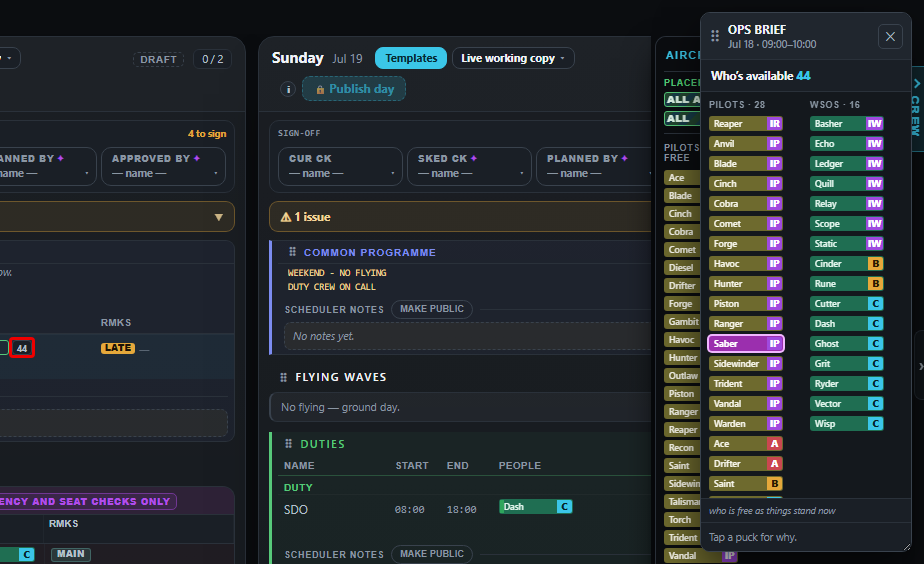 DRAFT
0 / 2
4 to sign
ANNED BY ✦
name —
APPROVED BY ✦
— name —
RMKS
44
LATE
—
ENCY AND SEAT CHECKS ONLY
RMKS
C
MAIN
Sunday Jul 19
Templates
Live working copy
i
Publish day
SIGN-OFF
CUR CK
— name —
SKED CK ✦
— name —
PLANNED BY ✦
— name —
1 issue
COMMON PROGRAMME
WEEKEND - NO FLYING
DUTY CREW ON CALL
SCHEDULER NOTES
MAKE PUBLIC
No notes yet.
FLYING WAVES
No flying — ground day.
DUTIES
NAME START END PEOPLE
DUTY
SDO 08:00 18:00 Dash C
SCHEDULER NOTES
MAKE PUBLIC
ALL
PILOTS
FREE
Ace
Blade
Cinch
Cobra
Comet
Diesel
Drifter
Forge
Gambit
Havoc
Hunter
Outlaw
Piston
Ranger
Reaper
Recon
Saint
Torch
Trident
Vandal IP
OPS BRIEF
Jul 18 · 09:00–10:00
Who's available 44
PILOTS · 28
Reaper IR
Anvil IP
Blade IP
Cinch IP
Cobra IP
Comet IP
Forge IP
Havoc IP
Hunter IP
Piston IP
Ranger IP
Saber IP
Sidewinder IP
Trident IP
Vandal IP
Warden IP
Ace A
Drifter A
Saint B
WSOS · 16
Basher IW
Echo IW
Ledger IW
Quill IW
Relay IW
Scope IW
Static IW
Cinder B
Rune B
Cutter C
Dash C
Ghost C
Grit C
Ryder C
Vector C
Wisp C
who is free as things stand now
Tap a puck for why.
CREW